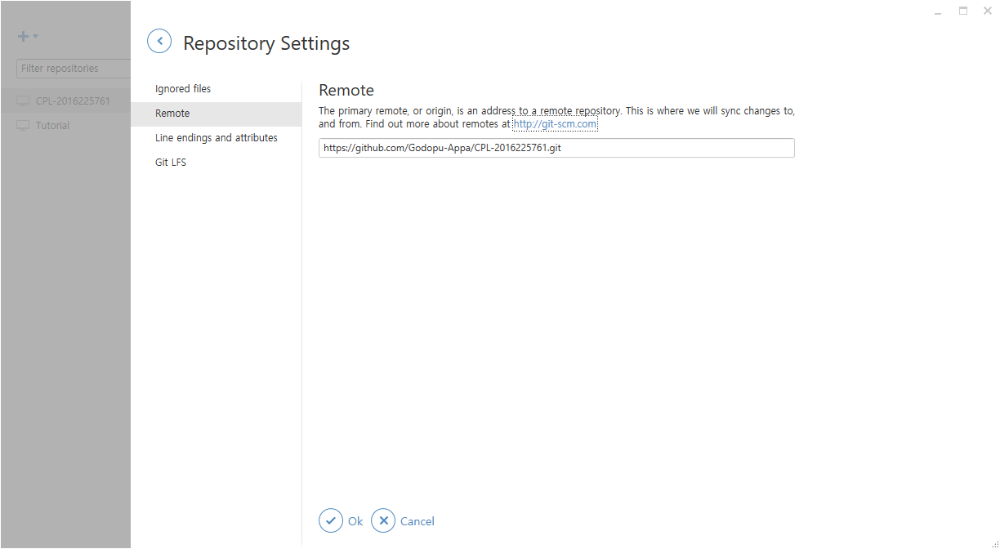 Filter repositories
CPL-2016225761
Tutorial
Repository Settings
Ignored files
Remote
Line endings and attributes
Git LFS
Remote
The primary remote, or origin, is an address to a remote repository. This is where we will sync changes to,
and from. Find out more about remotes at http://git-scm.com
https://github.com/Godopu-Appa/CPL-2016225761.git
Ok
Cancel